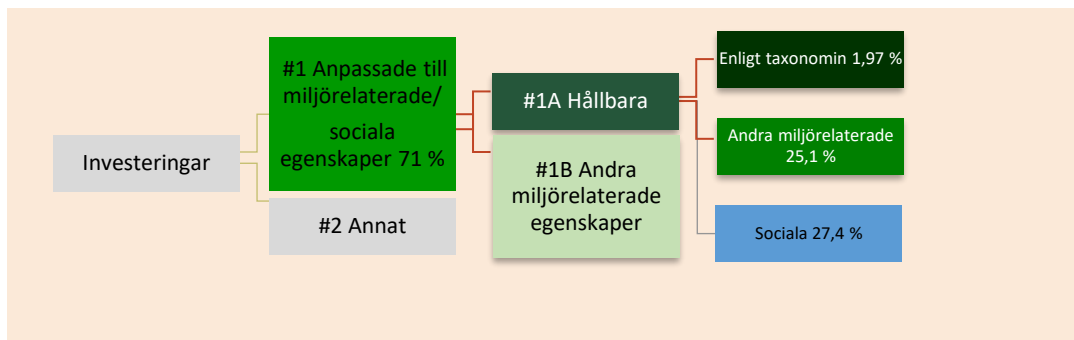 Investeringar
#1 Anpassade till
miljörelaterade/
sociala
egenskaper 71 %
#2 Annat
#1A Hållbara
#1B Andra
miljörelaterade
egenskaper
Enligt taxonomin 1,97 %
Andra miljörelaterade
25,1 %
Sociala 27,4 %